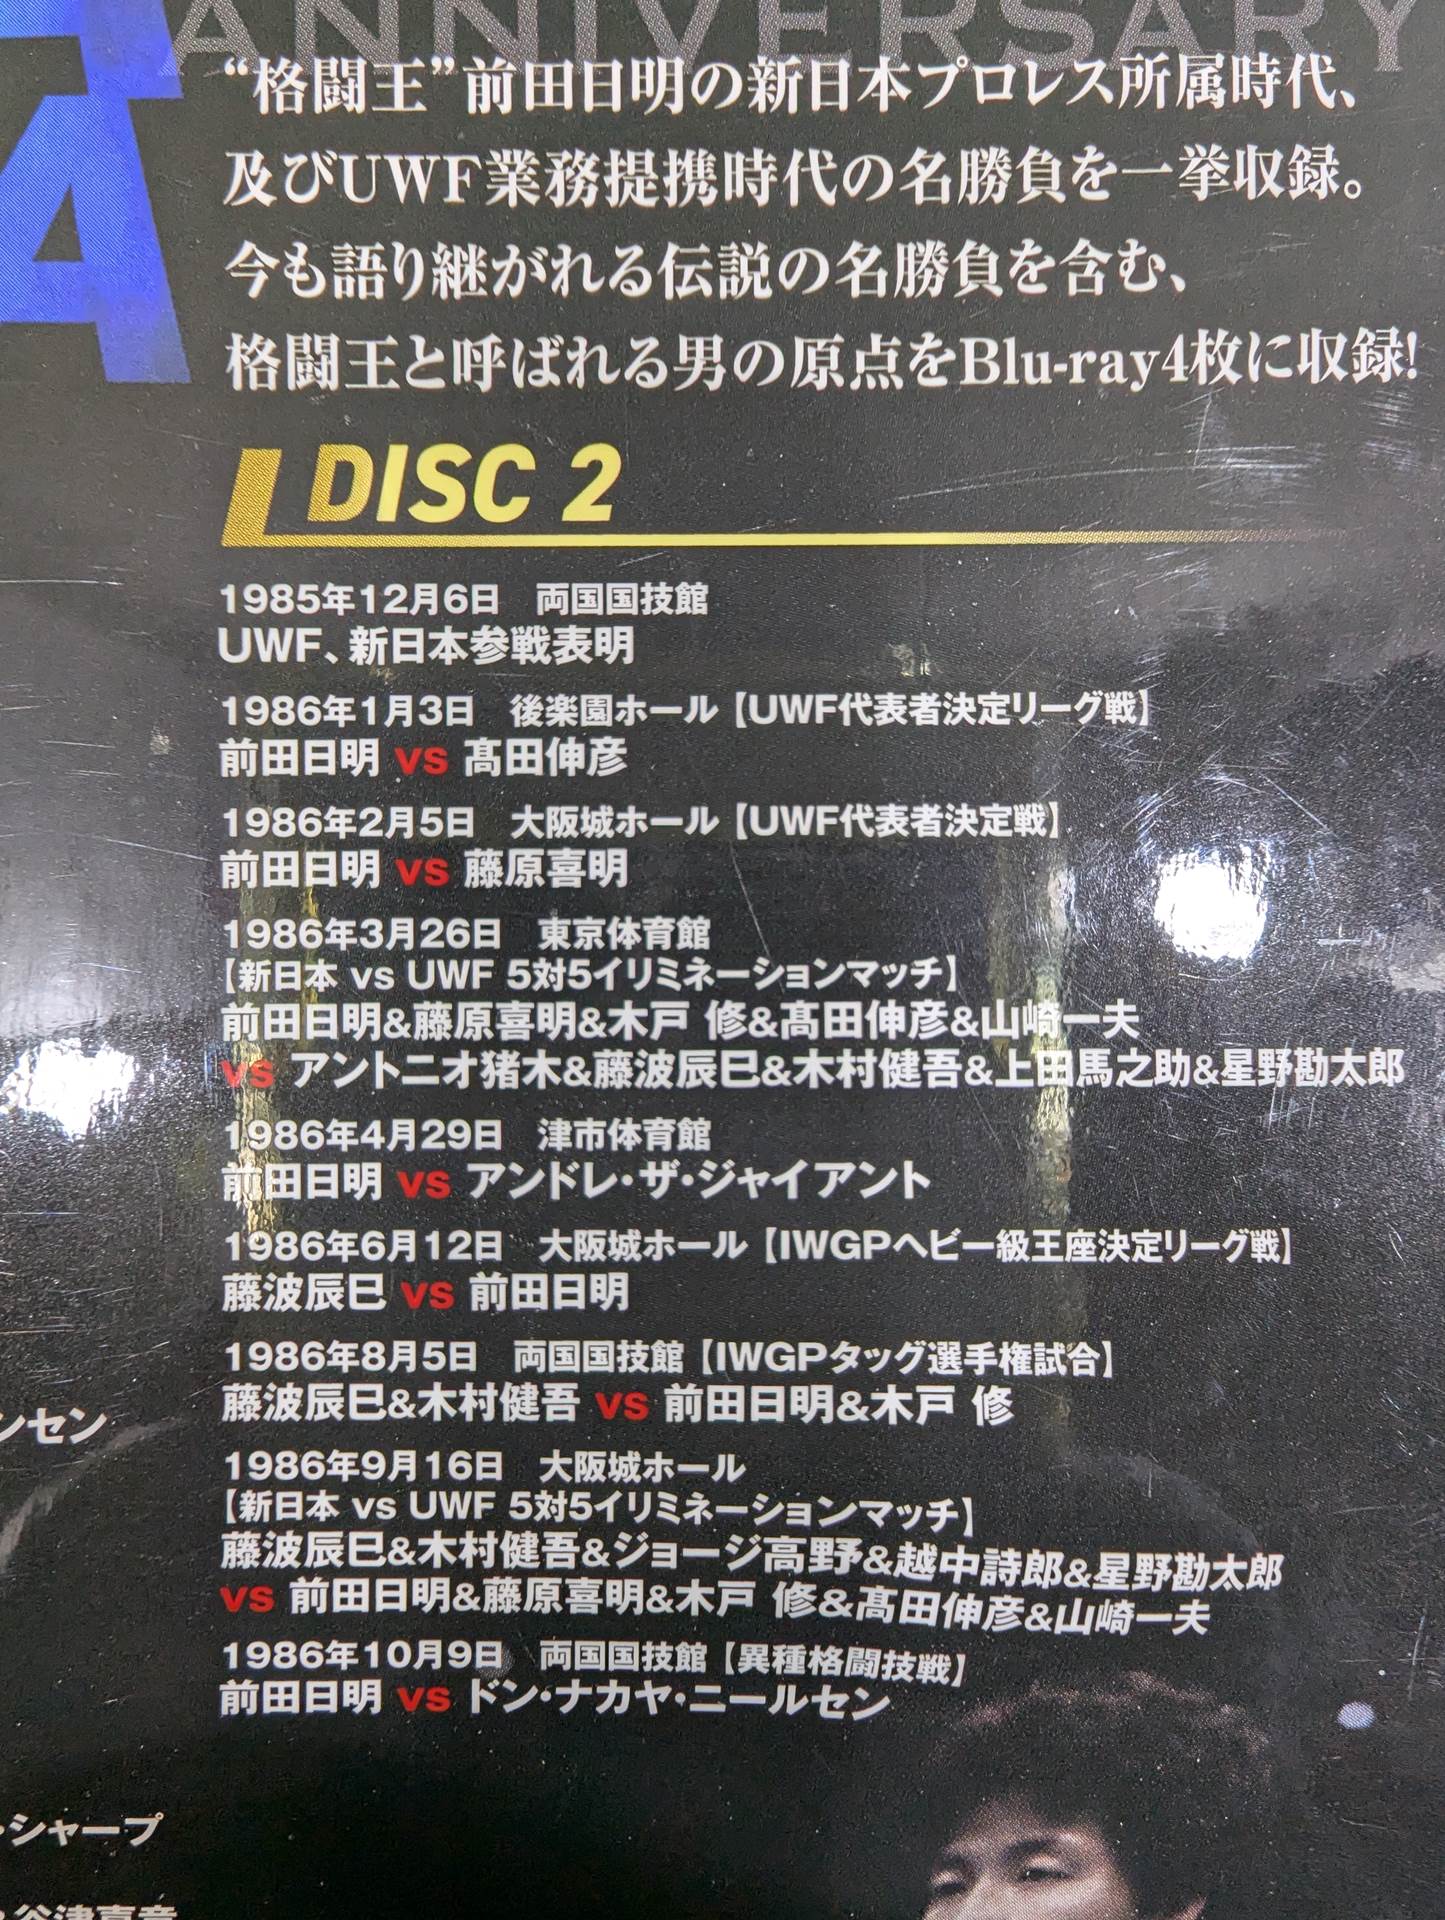 ANNIVERSARY
“格闘王”前田日明の新日本プロレス所属時代、
及びUWF業務提携時代の名勝負を一挙収録。
今も語り継がれる伝説の名勝負を含む、
格闘王と呼ばれる男の原点をBlu-ray4枚に収録!
DISC 2
1985年12月6日　両国国技館
UWF、新日本参戦表明
1986年1月3日　後楽園ホール【UWF代表者決定リーグ戦】
前田日明 vs 髙田伸彦
1986年2月5日　大阪城ホール【UWF代表者決定戦】
前田日明 vs 藤原喜明
1986年3月26日　東京体育館
【新日本 vs UWF 5対5イリミネーションマッチ】
前田日明&藤原喜明&木戸 修&髙田伸彦&山崎一夫
vs アントニオ猪木&藤波辰巳&木村健吾&上田馬之助&星野勘太郎
1986年4月29日　津市体育館
前田日明 vs アンドレ・ザ・ジャイアント
1986年6月12日　大阪城ホール【IWGPヘビー級王座決定リーグ戦】
藤波辰巳 vs 前田日明
1986年8月5日　両国国技館【IWGPタッグ選手権試合】
藤波辰巳&木村健吾 vs 前田日明&木戸 修
1986年9月16日　大阪城ホール
【新日本 vs UWF 5対5イリミネーションマッチ】
藤波辰巳&木村健吾&ジョージ高野&越中詩郎&星野勘太郎
vs 前田日明&藤原喜明&木戸 修&髙田伸彦&山崎一夫
1986年10月9日　両国国技館【異種格闘技戦】
前田日明 vs ドン・ナカヤ・ニールセン
ンセン
・シャープ